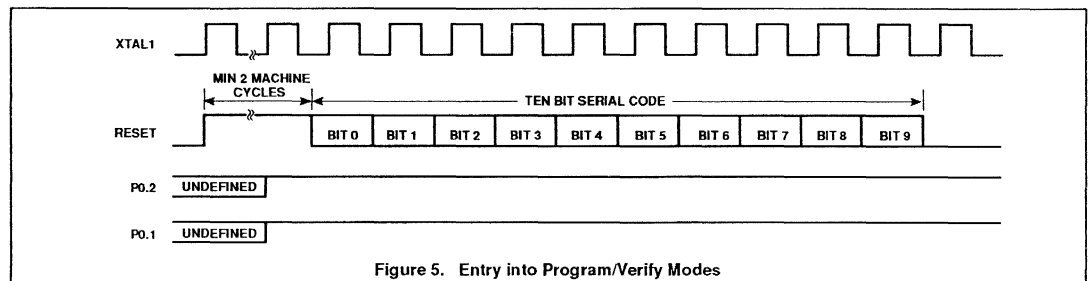 XTAL1
MIN 2 MACHINE
CYCLES
TEN BIT SERIAL CODE
RESET
BIT 0 BIT 1 BIT 2 BIT 3 BIT 4 BIT 5 BIT 6 BIT 7 BIT 8 BIT 9
P0.2 UNDEFINED
P0.1 UNDEFINED
Figure 5. Entry into Program/Verify Modes